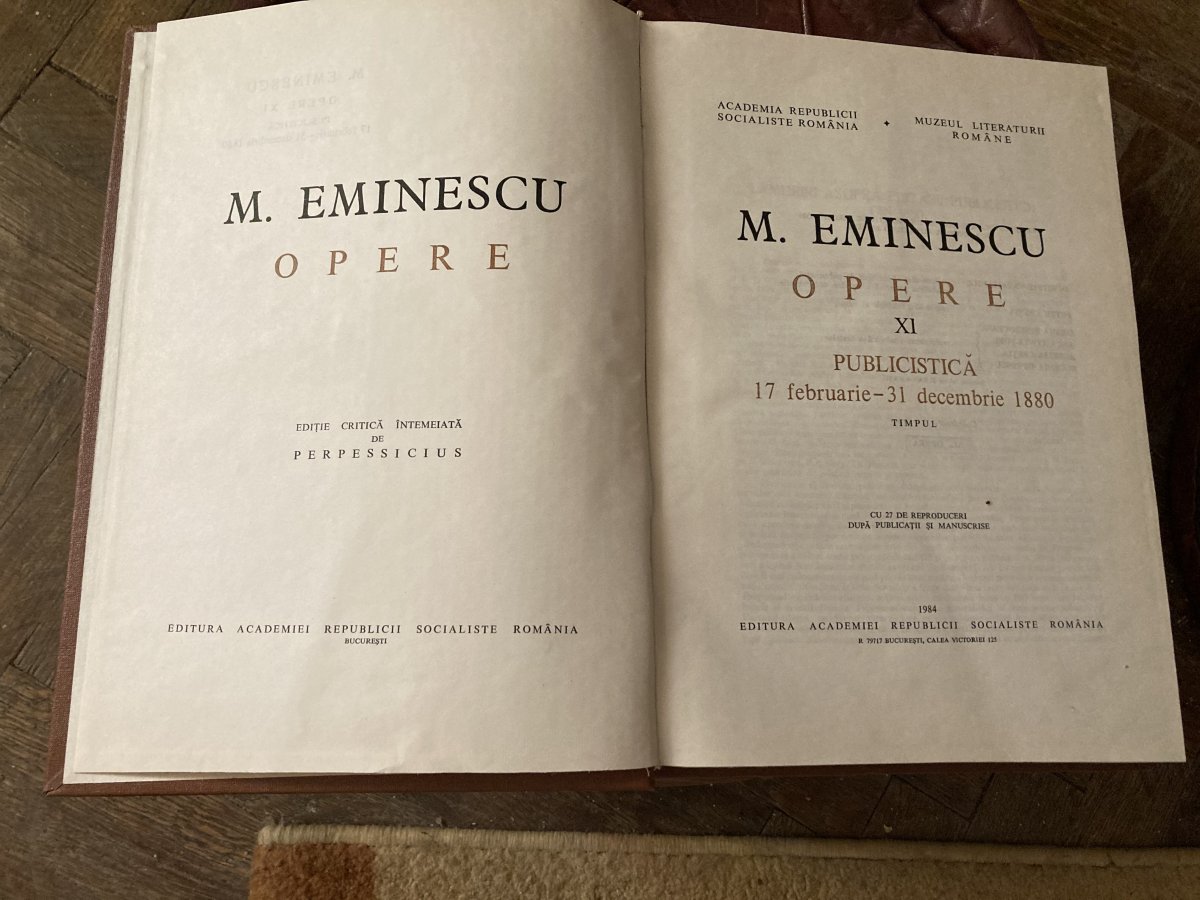 M. EMINESCU
OPERE
EDIȚIE CRITICĂ ÎNTEMEIATĂ
DE
PERPESSICIUS
EDITURA ACADEMIEI REPUBLICII SOCIALISTE ROMÂNIA
BUCUREȘTI
ACADEMIA REPUBLICII
SOCIALISTE ROMÂNIA
+
MUZEUL LITERATURII
ROMÂNE
M. EMINESCU
OPERE
XI
PUBLICISTICĂ
17 februarie–31 decembrie 1880
TIMPUL
CU 27 DE REPRODUCERI
DUPĂ PUBLICAȚII ȘI MANUSCRISE
1984
EDITURA ACADEMIEI REPUBLICII SOCIALISTE ROMÂNIA
R 79717 BUCUREȘTI, CALEA VICTORIEI 125